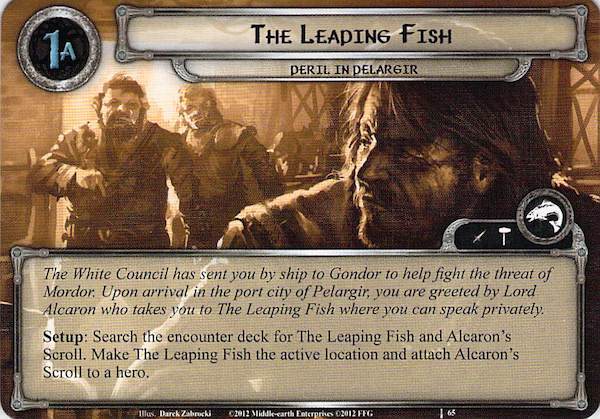 1A
The Leaping Fish
Peril in Pelargir
The White Council has sent you by ship to Gondor to help fight the threat of
Mordor. Upon arrival in the port city of Pelargir, you are greeted by Lord
Alcaron who takes you to The Leaping Fish where you can speak privately.
Setup: Search the encounter deck for The Leaping Fish and Alcaron's
Scroll. Make The Leaping Fish the active location and attach Alcaron's
Scroll to a hero.
Illus. Darek Zabrocki ©2012 Middle-earth Enterprises ©2012 FFG 65